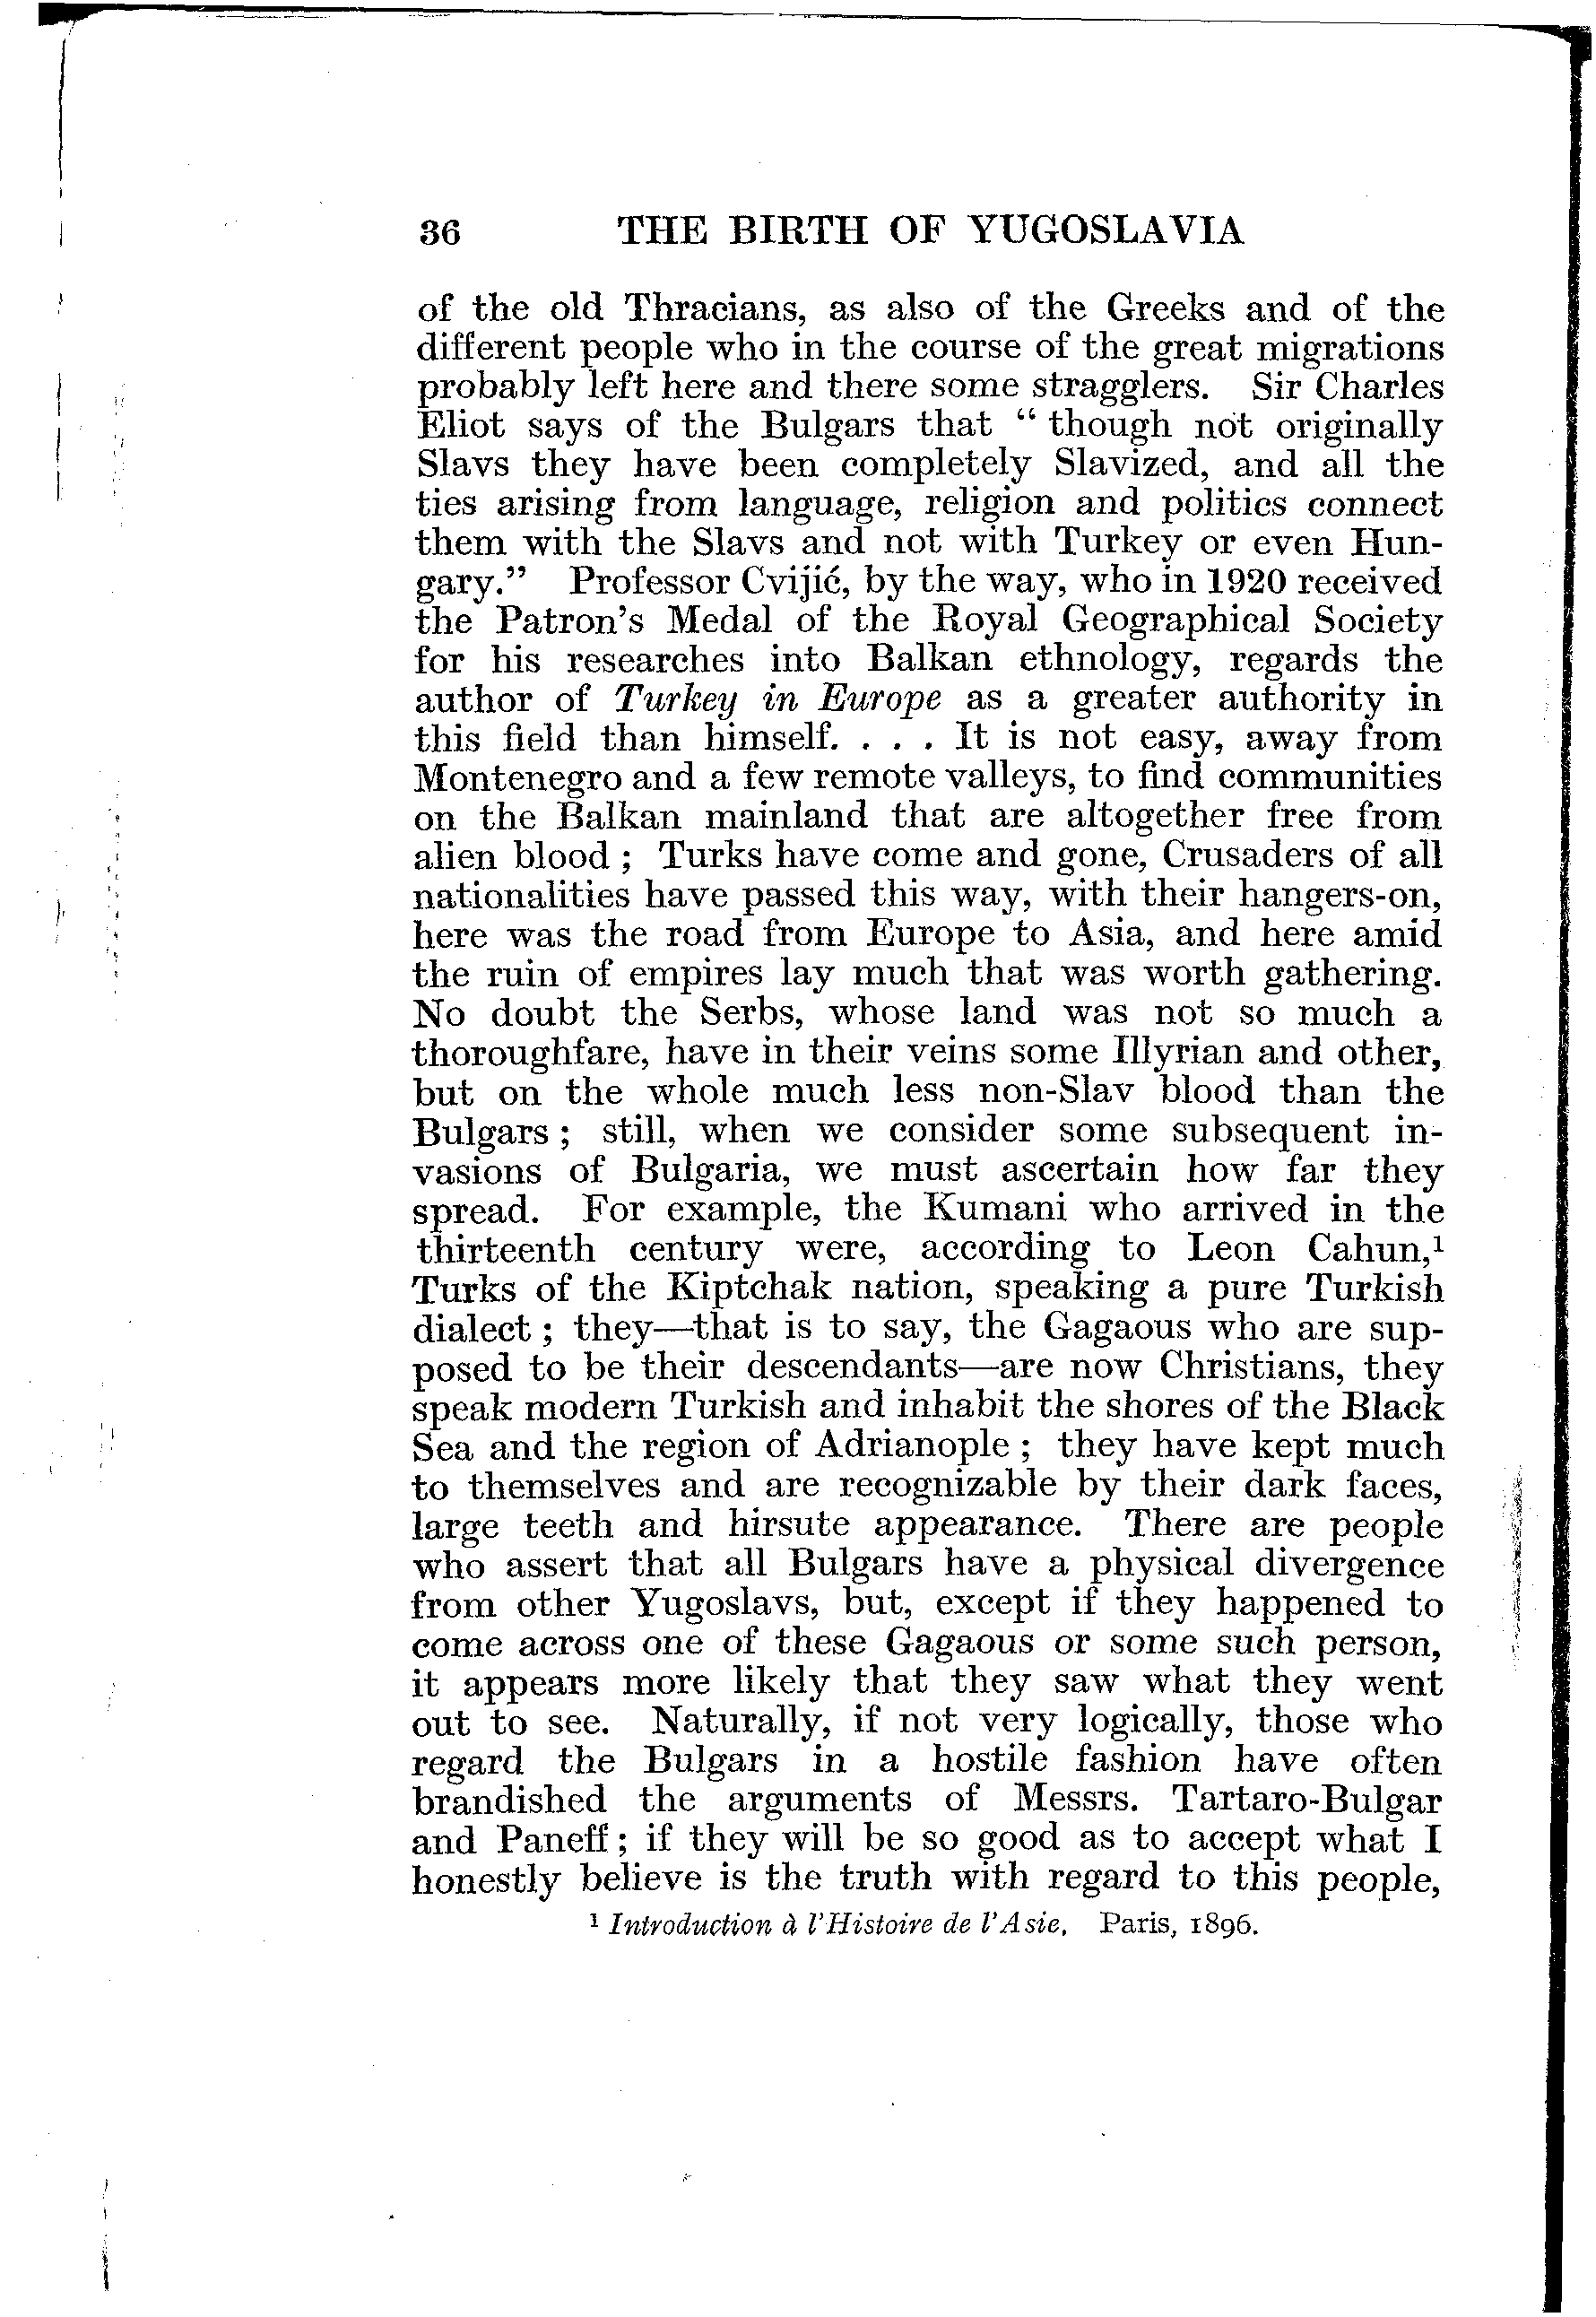 36 THE BIRTH OF YUGOSLAVIA
of the old Thracians, as also of the Greeks and of the
different people who in the course of the great migrations
probably left here and there some stragglers. Sir Charles
Eliot says of the Bulgars that “ though not originally
Slavs they have been completely Slavized, and all the
ties arising from language, religion and politics connect
them with the Slavs and not with Turkey or even Hun-
gary.” Professor Cvijić, by the way, who in 1920 received
the Patron's Medal of the Royal Geographical Society
for his researches into Balkan ethnology, regards the
author of Turkey in Europe as a greater authority in
this field than himself. . . . It is not easy, away from
Montenegro and a few remote valleys, to find communities
on the Balkan mainland that are altogether free from
alien blood ; Turks have come and gone, Crusaders of all
nationalities have passed this way, with their hangers-on,
here was the road from Europe to Asia, and here amid
the ruin of empires lay much that was worth gathering.
No doubt the Serbs, whose land was not so much a
thoroughfare, have in their veins some Illyrian and other,
but on the whole much less non-Slav blood than the
Bulgars ; still, when we consider some subsequent in-
vasions of Bulgaria, we must ascertain how far they
spread. For example, the Kumani who arrived in the
thirteenth century were, according to Leon Cahun,¹
Turks of the Kiptchak nation, speaking a pure Turkish
dialect ; they—that is to say, the Gagaous who are sup-
posed to be their descendants—are now Christians, they
speak modern Turkish and inhabit the shores of the Black
Sea and the region of Adrianople ; they have kept much
to themselves and are recognizable by their dark faces,
large teeth and hirsute appearance. There are people
who assert that all Bulgars have a physical divergence
from other Yugoslavs, but, except if they happened to
come across one of these Gagaous or some such person,
it appears more likely that they saw what they went
out to see. Naturally, if not very logically, those who
regard the Bulgars in a hostile fashion have often
brandished the arguments of Messrs. Tartaro-Bulgar
and Paneff ; if they will be so good as to accept what I
honestly believe is the truth with regard to this people,
¹ Introduction à l'Histoire de l'Asie. Paris, 1896.